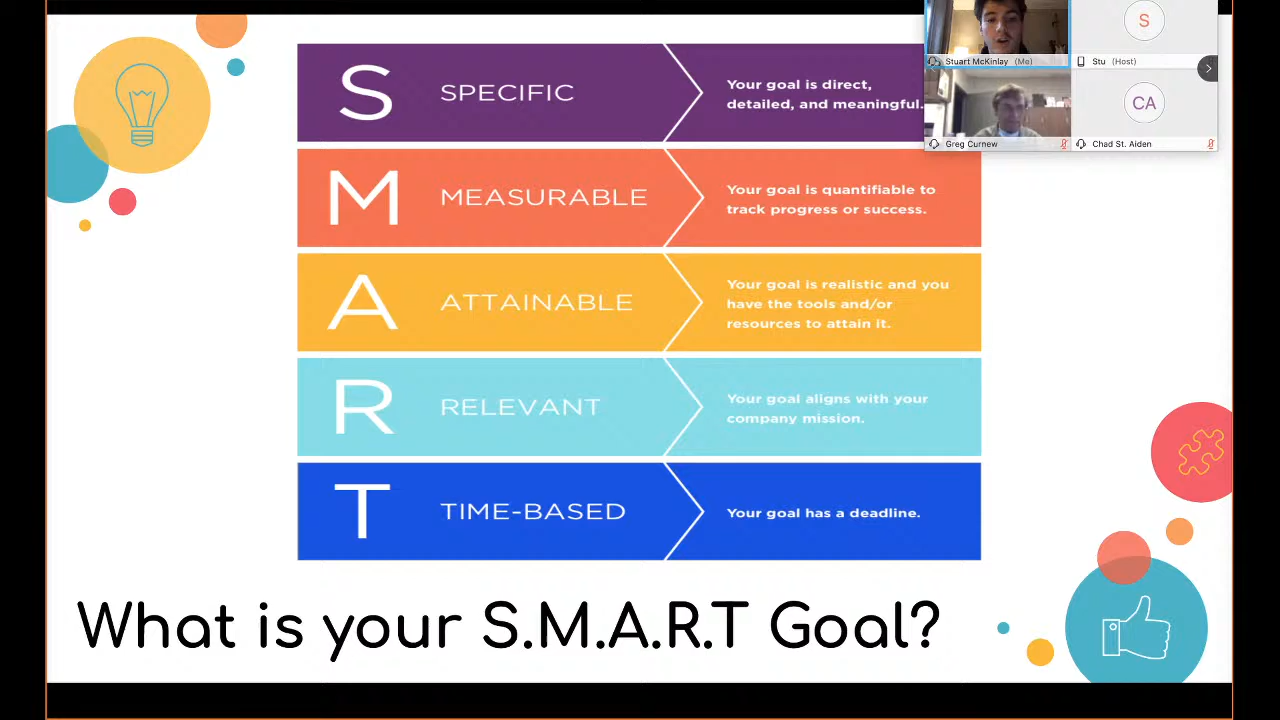 S
SPECIFIC
Your goal is direct,
detailed, and meaningful.
M
MEASURABLE
Your goal is quantifiable to
track progress or success.
A
ATTAINABLE
Your goal is realistic and you
have the tools and/or
resources to attain it.
R
RELEVANT
Your goal aligns with your
company mission.
T
TIME-BASED
Your goal has a deadline.
What is your S.M.A.R.T Goal?
Stuart McKinlay (Me)
S
Stu (Host)
Greg Curnew
CA
Chad St. Aiden